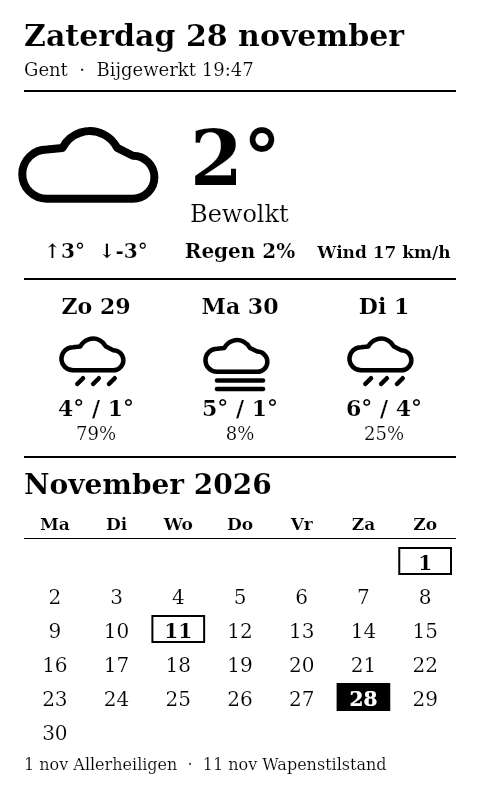 Zaterdag 28 november
Gent · Bijgewerkt 19:47
2°
Bewolkt
↑3° ↓-3° Regen 2% Wind 17 km/h
Zo 29 Ma 30 Di 1
4° / 1° 5° / 1° 6° / 4°
79% 8% 25%
November 2026
Ma Di Wo Do Vr Za Zo
1
2 3 4 5 6 7 8
9 10 11 12 13 14 15
16 17 18 19 20 21 22
23 24 25 26 27 28 29
30
1 nov Allerheiligen · 11 nov Wapenstilstand